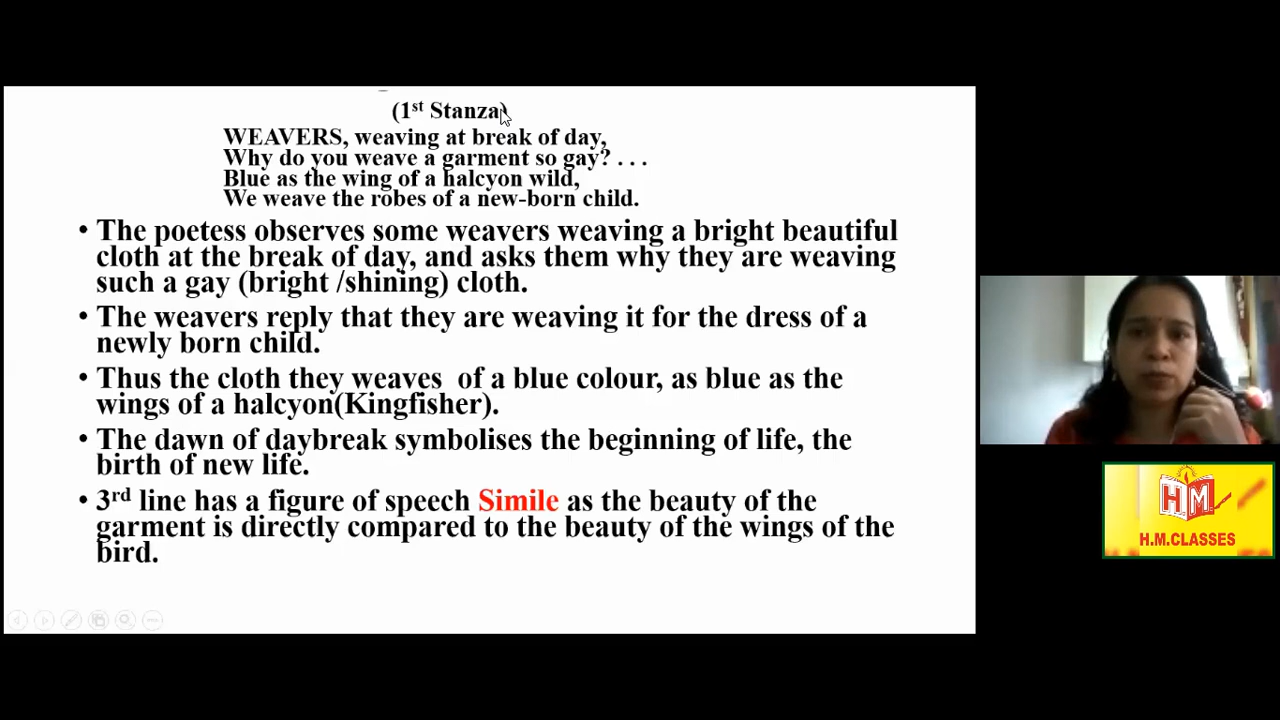 (1st Stanza)
WEAVERS, weaving at break of day,
Why do you weave a garment so gay? . . .
Blue as the wing of a halcyon wild,
We weave the robes of a new-born child.
• The poetess observes some weavers weaving a bright beautiful
cloth at the break of day, and asks them why they are weaving
such a gay (bright /shining) cloth.
• The weavers reply that they are weaving it for the dress of a
newly born child.
• Thus the cloth they weaves of a blue colour, as blue as the
wings of a halcyon(Kingfisher).
• The dawn of daybreak symbolises the beginning of life, the
birth of new life.
• 3rd line has a figure of speech Simile as the beauty of the
garment is directly compared to the beauty of the wings of the
bird.
HM
H.M.CLASSES